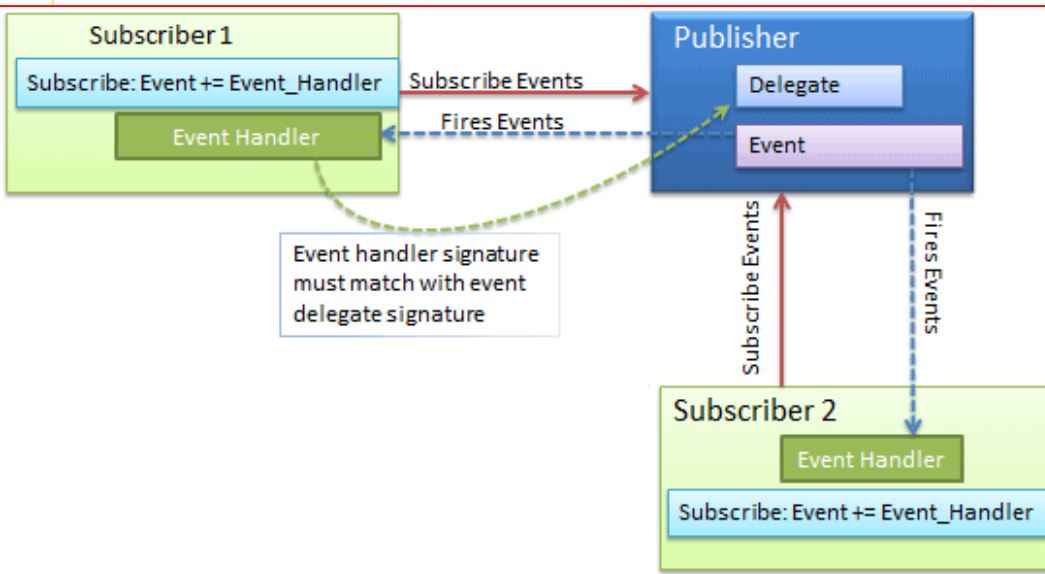 Subscriber 1
Subscribe: Event += Event_Handler
Event Handler
Subscribe Events
Fires Events
Publisher
Delegate
Event
Event handler signature
must match with event
delegate signature
Subscribe Events
Fires Events
Subscriber 2
Event Handler
Subscribe: Event += Event_Handler